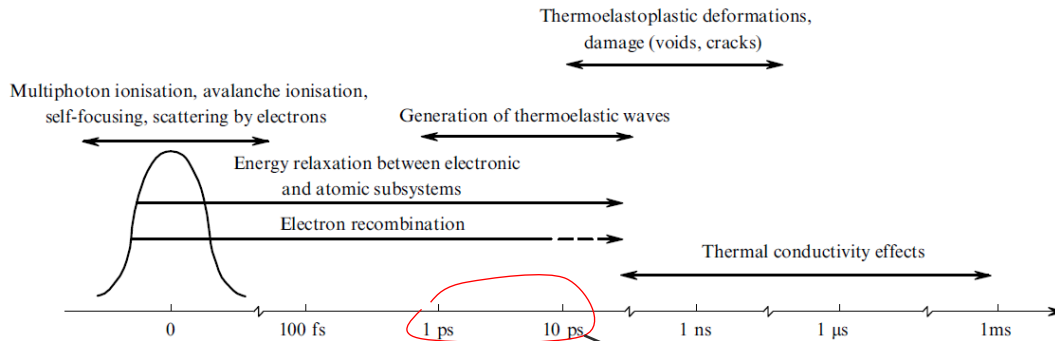 Thermoelastoplastic deformations,
damage (voids, cracks)
Multiphoton ionisation, avalanche ionisation,
self-focusing, scattering by electrons
Generation of thermoelastic waves
Energy relaxation between electronic
and atomic subsystems
Electron recombination
Thermal conductivity effects
0 100 fs 1 ps 10 ps 1 ns 1 μs 1ms